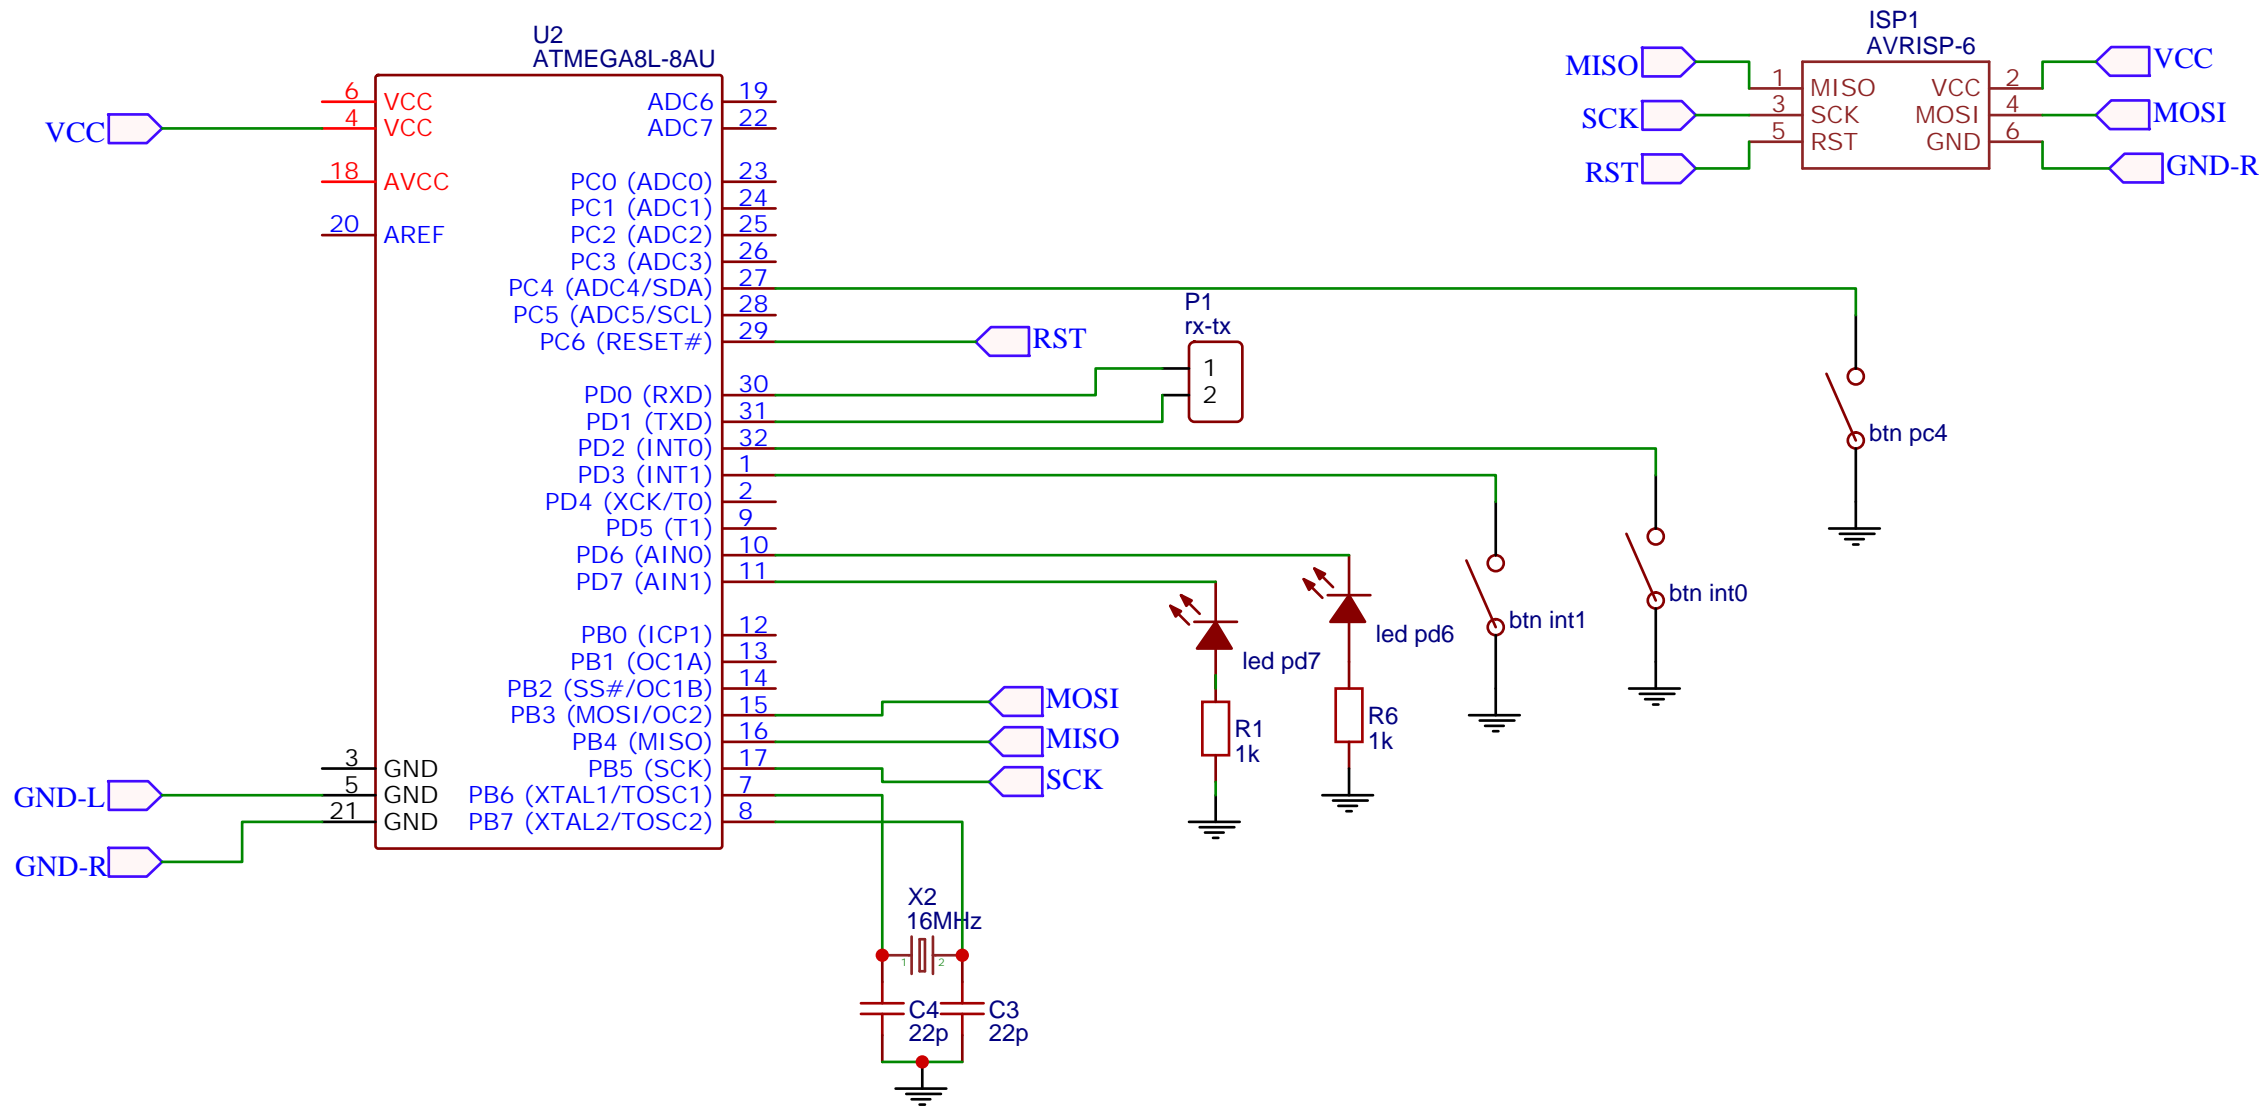 U2
ATMEGA8L-8AU
6 VCC
4 VCC
VCC
18 AVCC
20 AREF
ADC6 19
ADC7 22
PC0 (ADC0) 23
PC1 (ADC1) 24
PC2 (ADC2) 25
PC3 (ADC3) 26
PC4 (ADC4/SDA) 27
PC5 (ADC5/SCL) 28
PC6 (RESET#) 29
RST
PD0 (RXD) 30
PD1 (TXD) 31
PD2 (INT0) 32
PD3 (INT1) 1
PD4 (XCK/T0) 2
PD5 (T1) 9
PD6 (AIN0) 10
PD7 (AIN1) 11
PB0 (ICP1) 12
PB1 (OC1A) 13
PB2 (SS#/OC1B) 14
PB3 (MOSI/OC2) 15
PB4 (MISO) 16
PB5 (SCK) 17
PB6 (XTAL1/TOSC1) 7
PB7 (XTAL2/TOSC2) 8
3 GND
5 GND
21 GND
GND-L
GND-R
MOSI
MISO
SCK
P1
rx-tx
1
2
ISP1
AVRISP-6
MISO
SCK
RST
1 MISO
3 SCK
5 RST
VCC 2
MOSI 4
GND 6
VCC
MOSI
GND-R
btn pc4
btn int0
btn int1
led pd6
led pd7
R1
1k
R6
1k
X2
16MHz
1
2
C4
22p
C3
22p